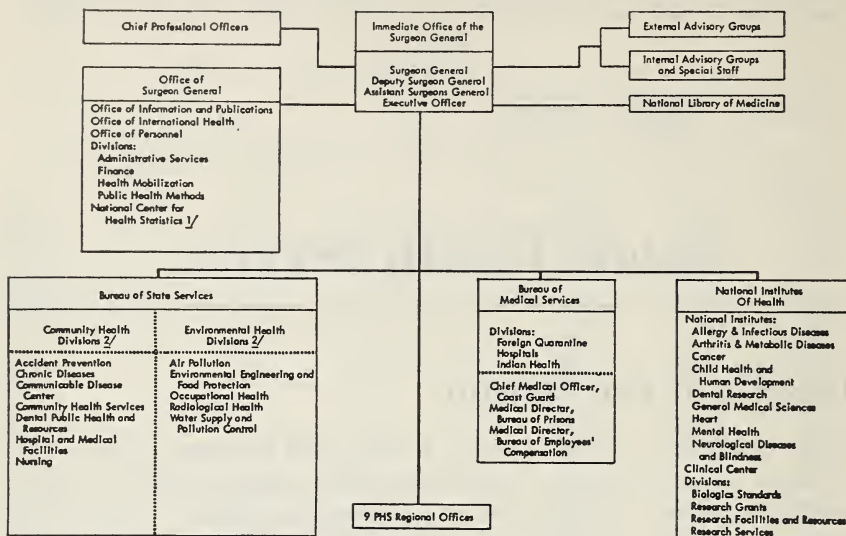 Chief Professional Officers
Immediate Office of the
Surgeon General
Surgeon General
Deputy Surgeon General
Assistant Surgeons General
Executive Officer
External Advisory Groups
Internal Advisory Groups
and Special Staff
National Library of Medicine
Office of
Surgeon General
Office of Information and Publications
Office of International Health
Office of Personnel
Divisions:
Administrative Services
Finance
Health Mobilization
Public Health Methods
National Center for
Health Statistics 1/
Bureau of State Services
Community Health
Divisions 2/
Accident Prevention
Chronic Diseases
Communicable Disease
Center
Community Health Services
Dental Public Health and
Resources
Hospital and Medical
Facilities
Nursing
Environmental Health
Divisions 2/
Air Pollution
Environmental Engineering and
Food Protection
Occupational Health
Radiological Health
Water Supply and
Pollution Control
Bureau of
Medical Services
Divisions:
Foreign Quarantine
Hospitals
Indian Health
Chief Medical Officer,
Coast Guard
Medical Director,
Bureau of Prisons
Medical Director,
Bureau of Employees'
Compensation
National Institutes
Of Health
National Institutes:
Allergy & Infectious Diseases
Arthritis & Metabolic Diseases
Cancer
Child Health and
Human Development
Dental Research
General Medical Sciences
Heart
Mental Health
Neurological Diseases
and Blindness
Clinical Center
Divisions:
Biologics Standards
Research Grants
Research Facilities and Resources
Research Services
9 PHS Regional Offices